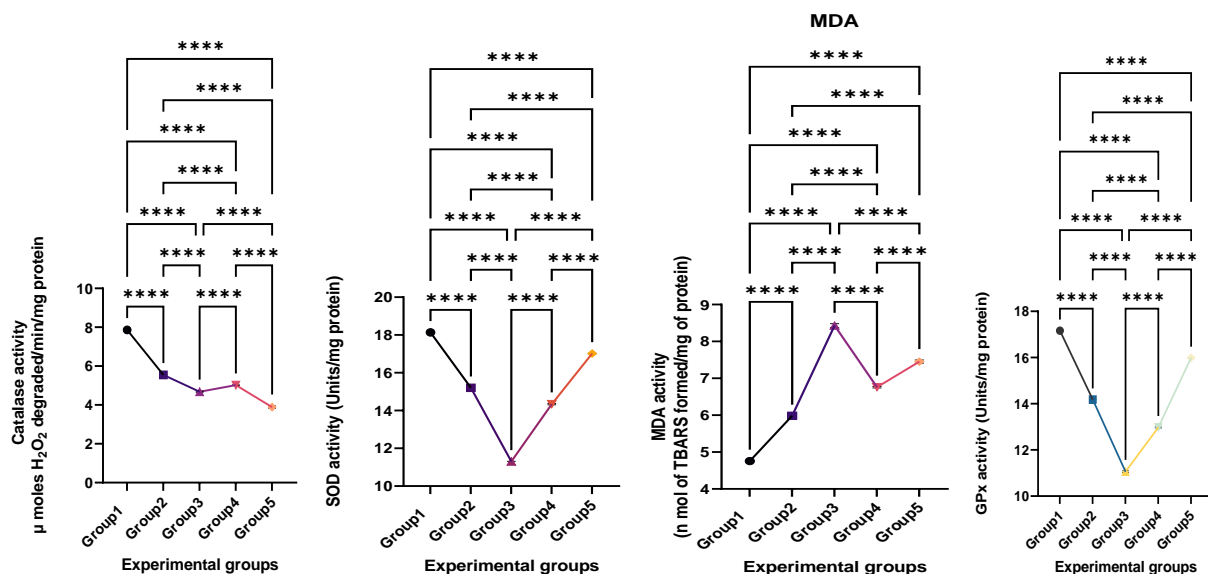 MDA
****
****
****
****
****
****
****
****
****
****
Catalase activity
μ moles H₂O₂ degraded/min/mg protein
10
8
6
4
2
0
Group1
Group2
Group3
Group4
Group5
Experimental groups
****
****
****
****
****
****
****
****
****
****
SOD activity (Units/mg protein)
20
18
16
14
12
10
Group1
Group2
Group3
Group4
Group5
Experimental groups
****
****
****
****
****
****
****
****
****
****
MDA activity
(n mol of TBARS formed/mg of protein)
9
8
7
6
5
4
Group1
Group2
Group3
Group4
Group5
Experimental groups
****
****
****
****
****
****
****
****
****
****
GPx activity (Units/mg protein)
18
16
14
12
10
Group1
Group2
Group3
Group4
Group5
Experimental groups